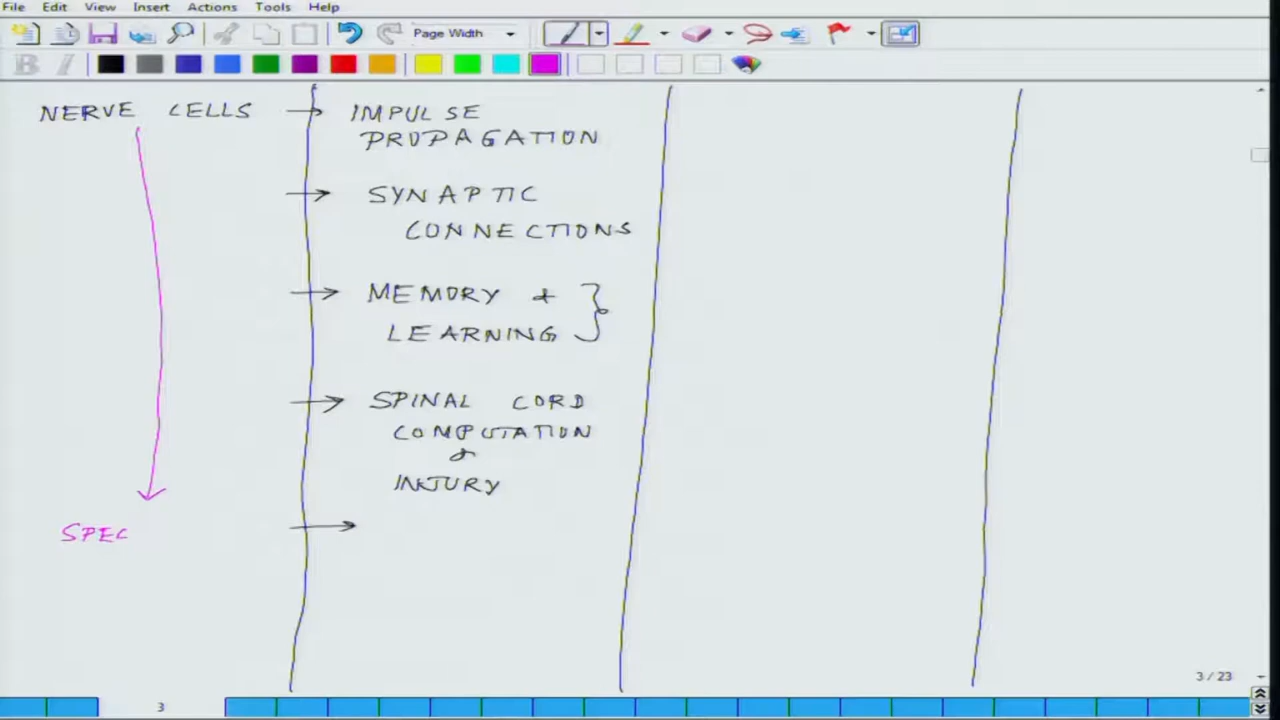 File Edit View Insert Actions Tools Help
Page Width
B I
NERVE CELLS → IMPULSE
PROPAGATION
→ SYNAPTIC
CONNECTIONS
→ MEMORY &
LEARNING
→ SPINAL CORD
COMPUTATION
&
INJURY
SPEC →
3 / 23
3